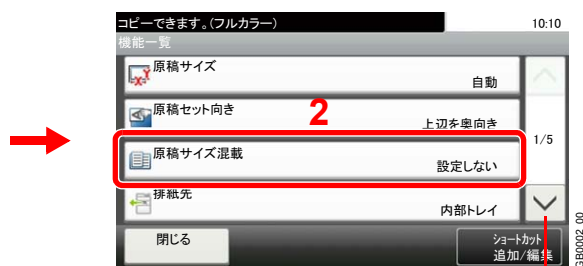 コピーできます。(フルカラー)
10:10
機能一覧
原稿サイズ
自動
原稿セット向き
2
上辺を奥向き
1/5
原稿サイズ混載
設定しない
排紙先
内部トレイ
閉じる
ショートカット
追加/編集
GB0002_00